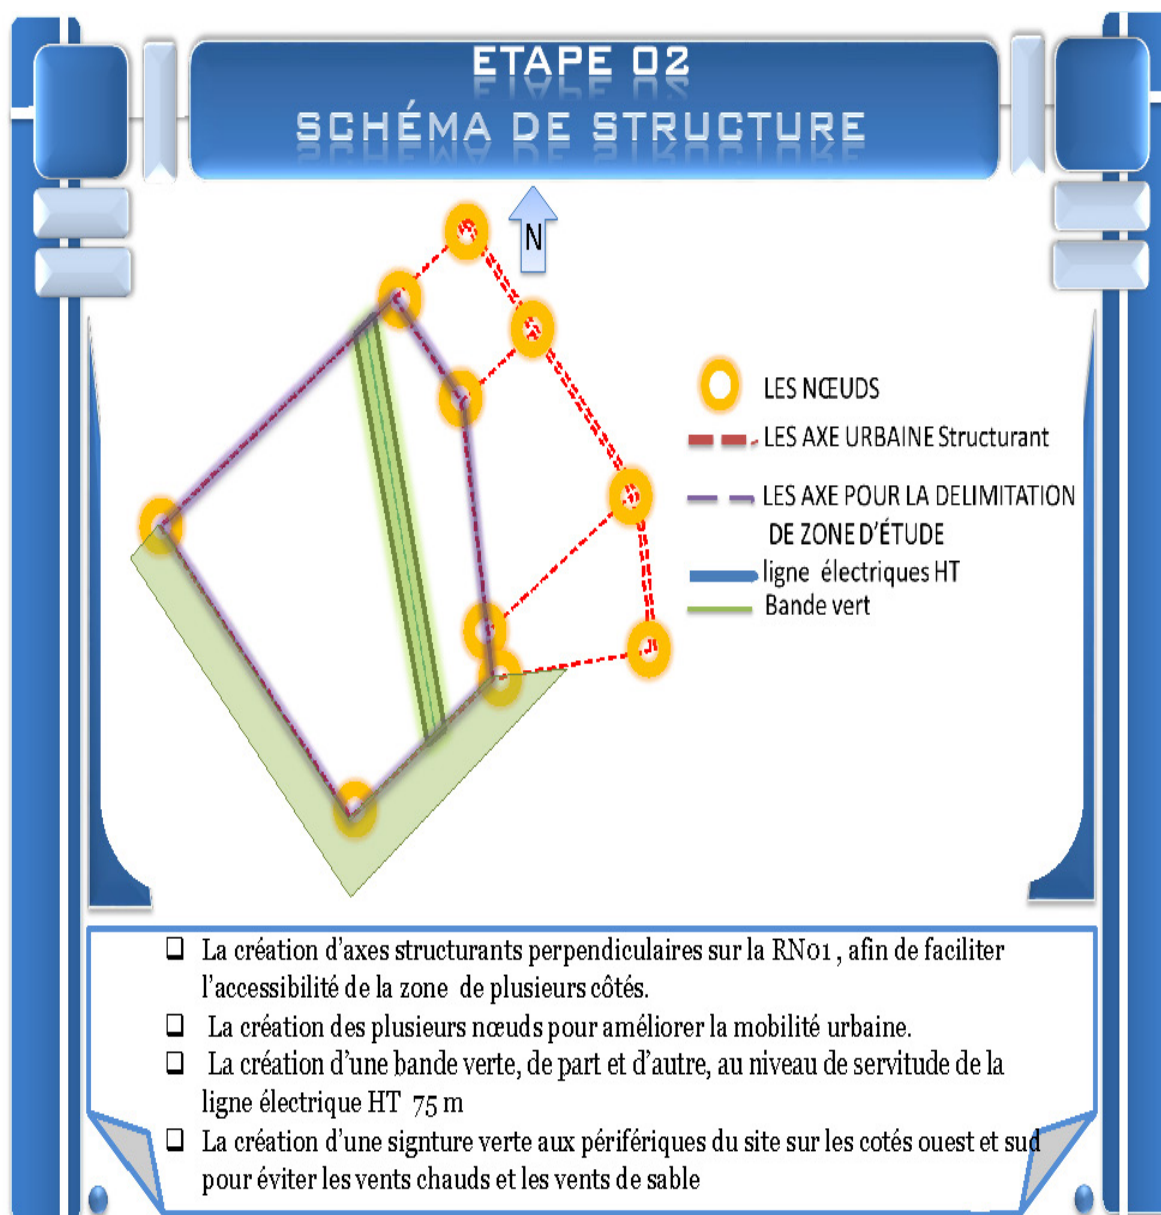 ETAPE 02
SCHÉMA DE STRUCTURE
N
LES NŒUDS
LES AXE URBAINE Structurant
LES AXE POUR LA DELIMITATION
DE ZONE D'ÉTUDE
ligne électriques HT
Bande vert
La création d'axes structurants perpendiculaires sur la RN01 , afin de faciliter
l'accessibilité de la zone de plusieurs côtés.
La création des plusieurs nœuds pour améliorer la mobilité urbaine.
La création d'une bande verte, de part et d'autre, au niveau de servitude de la
ligne électrique HT 75 m
La création d'une signture verte aux périfériques du site sur les cotés ouest et sud
pour éviter les vents chauds et les vents de sable